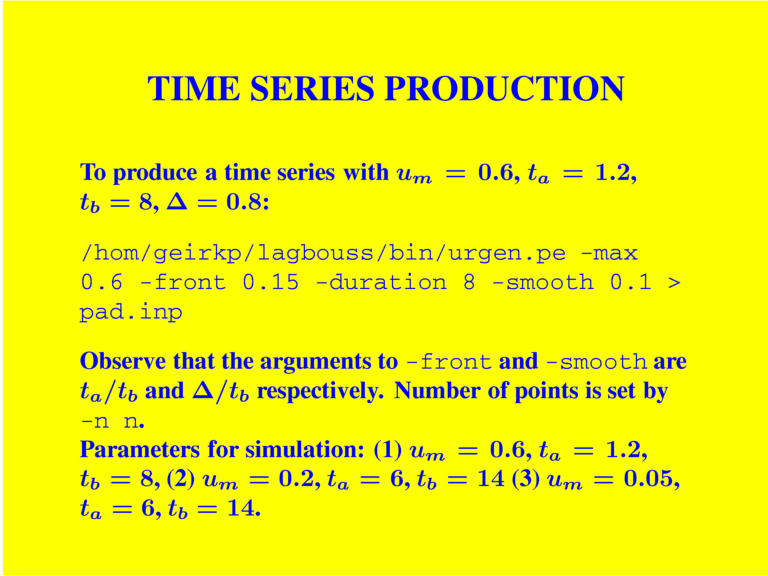 TIME SERIES PRODUCTION
To produce a time series with u_m = 0.6, t_a = 1.2,
t_b = 8, Δ = 0.8:
/hom/geirkp/lagbouss/bin/urgen.pe -max
0.6 -front 0.15 -duration 8 -smooth 0.1 >
pad.inp
Observe that the arguments to -front and -smooth are
t_a/t_b and Δ/t_b respectively. Number of points is set by
-n n.
Parameters for simulation: (1) u_m = 0.6, t_a = 1.2,
t_b = 8, (2) u_m = 0.2, t_a = 6, t_b = 14 (3) u_m = 0.05,
t_a = 6, t_b = 14.